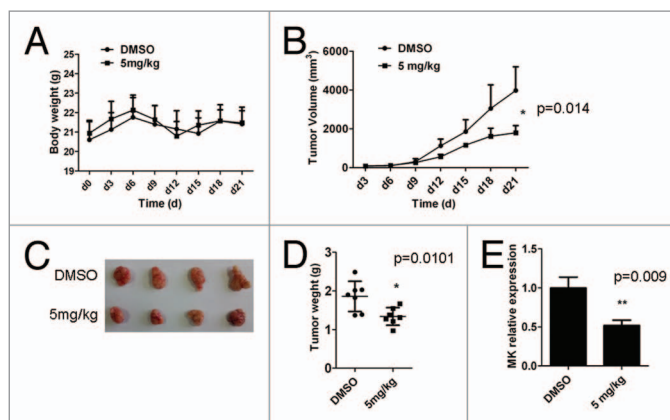 A
DMSO
5mg/kg
Body weight (g)
26
25
24
23
22
21
20
19
d0
d3
d6
d9
d12
d15
d18
d21
Time (d)
B
DMSO
5 mg/kg
Tumor Volume (mm³)
6000
4000
2000
0
* p=0.014
d3
d6
d9
d12
d15
d18
d21
Time (d)
C
DMSO
5mg/kg
D
p=0.0101
Tumor weght (g)
3
2
1
0
*
DMSO
5mg/kg
E
p=0.009
MK relative expression
1.5
1.0
0.5
0.0
**
DMSO
5 mg/kg